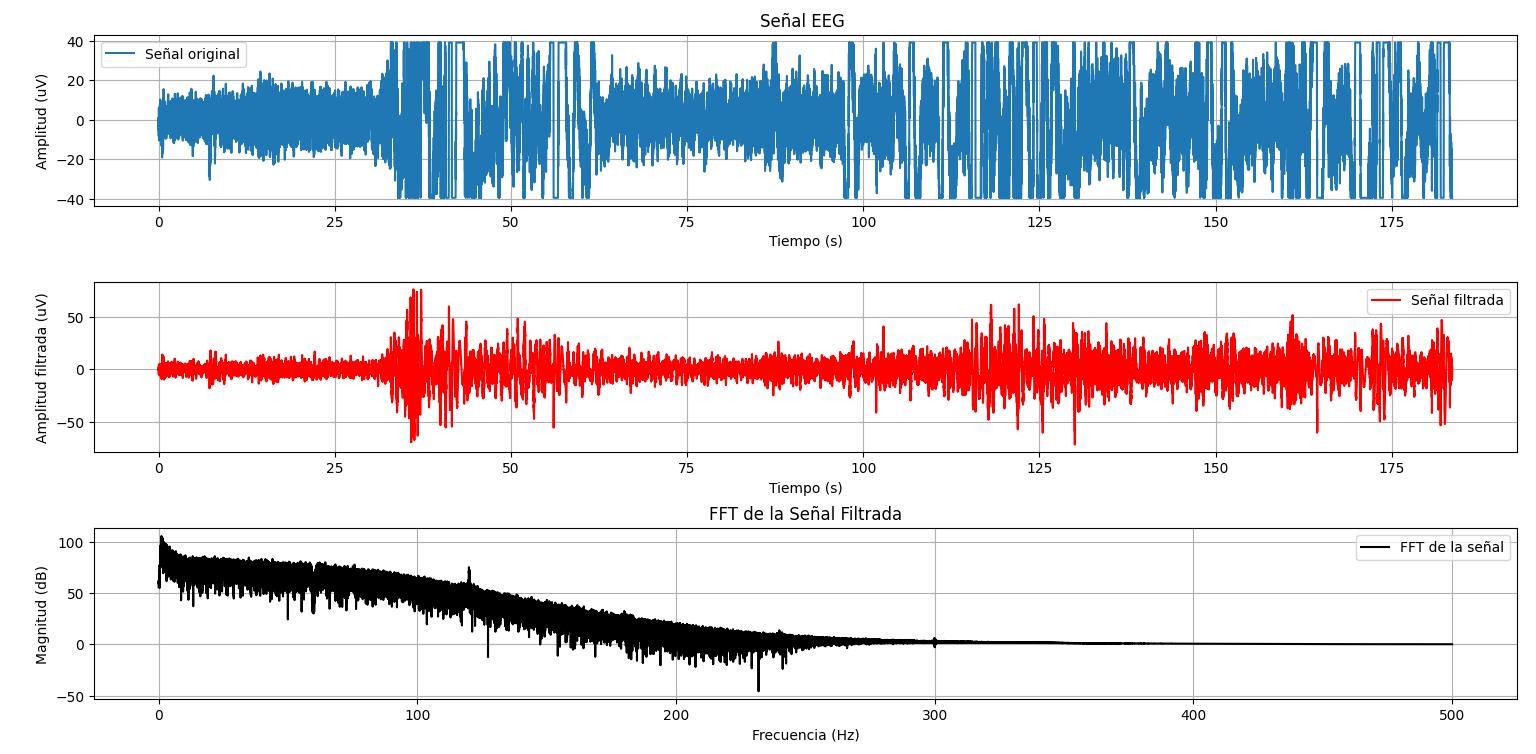 Señal EEG
Señal original
Amplitud (uV)
40
20
0
−20
−40
0 25 50 75 100 125 150 175
Tiempo (s)
Señal filtrada
Amplitud filtrada (uV)
50
0
−50
0 25 50 75 100 125 150 175
Tiempo (s)
FFT de la Señal Filtrada
FFT de la señal
Magnitud (dB)
100
50
0
−50
0 100 200 300 400 500
Frecuencia (Hz)